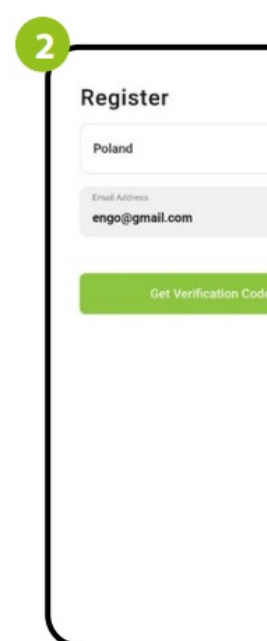 2
Register
Poland
Email Address
engo@gmail.com
Get Verification Code